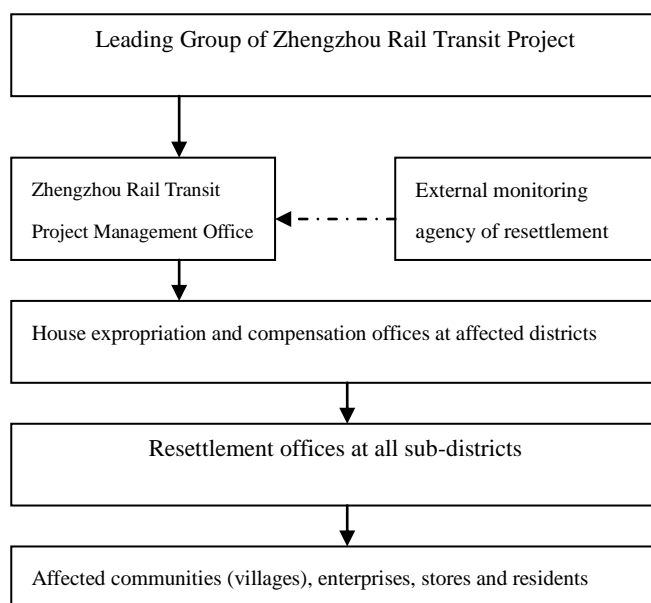 Leading Group of Zhengzhou Rail Transit Project
Zhengzhou Rail Transit
Project Management Office
External monitoring
agency of resettlement
House expropriation and compensation offices at affected districts
Resettlement offices at all sub-districts
Affected communities (villages), enterprises, stores and residents